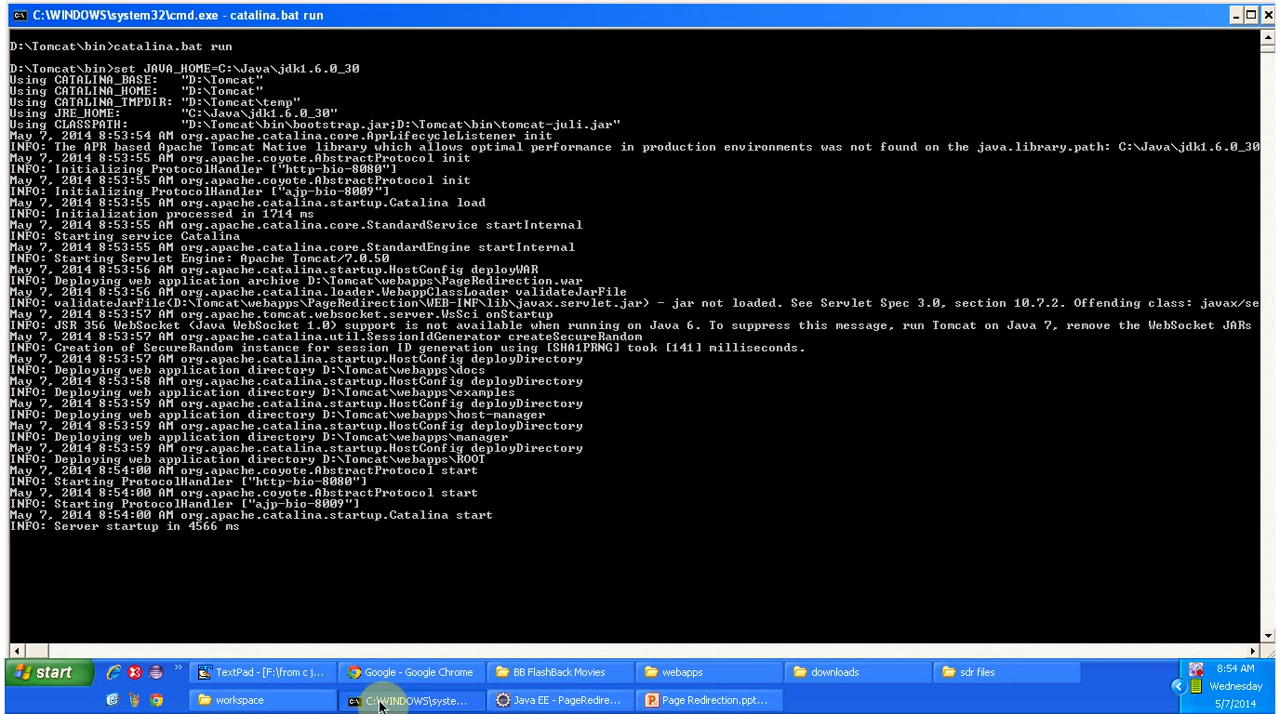 C:\WINDOWS\system32\cmd.exe - catalina.bat run
D:\Tomcat\bin>catalina.bat run
D:\Tomcat\bin>set JAVA_HOME=C:\Java\jdk1.6.0_30
Using CATALINA_BASE:   "D:\Tomcat"
Using CATALINA_HOME:   "D:\Tomcat"
Using CATALINA_TMPDIR: "D:\Tomcat\temp"
Using JRE_HOME:        "C:\Java\jdk1.6.0_30"
Using CLASSPATH:       "D:\Tomcat\bin\bootstrap.jar;D:\Tomcat\bin\tomcat-juli.jar"
May 7, 2014 8:53:54 AM org.apache.catalina.core.AprLifecycleListener init
INFO: The APR based Apache Tomcat Native library which allows optimal performance in production environments was not found on the java.library.path: C:\Java\jdk1.6.0_30
May 7, 2014 8:53:55 AM org.apache.coyote.AbstractProtocol init
INFO: Initializing ProtocolHandler ["http-bio-8080"]
May 7, 2014 8:53:55 AM org.apache.coyote.AbstractProtocol init
INFO: Initializing ProtocolHandler ["ajp-bio-8009"]
May 7, 2014 8:53:55 AM org.apache.catalina.startup.Catalina load
INFO: Initialization processed in 1714 ms
May 7, 2014 8:53:55 AM org.apache.catalina.core.StandardService startInternal
INFO: Starting service Catalina
May 7, 2014 8:53:55 AM org.apache.catalina.core.StandardEngine startInternal
INFO: Starting Servlet Engine: Apache Tomcat/7.0.50
May 7, 2014 8:53:56 AM org.apache.catalina.startup.HostConfig deployWAR
INFO: Deploying web application archive D:\Tomcat\webapps\PageRedirection.war
May 7, 2014 8:53:56 AM org.apache.catalina.loader.WebappClassLoader validateJarFile
INFO: validateJarFile(D:\Tomcat\webapps\PageRedirection\WEB-INF\lib\javax.servlet.jar) - jar not loaded. See Servlet Spec 3.0, section 10.7.2. Offending class: javax/se
May 7, 2014 8:53:57 AM org.apache.tomcat.websocket.server.WsSci onStartup
INFO: JSR 356 WebSocket (Java WebSocket 1.0) support is not available when running on Java 6. To suppress this message, run Tomcat on Java 7, remove the WebSocket JARs
May 7, 2014 8:53:57 AM org.apache.catalina.util.SessionIdGenerator createSecureRandom
INFO: Creation of SecureRandom instance for session ID generation using [SHA1PRNG] took [141] milliseconds.
May 7, 2014 8:53:57 AM org.apache.catalina.startup.HostConfig deployDirectory
INFO: Deploying web application directory D:\Tomcat\webapps\docs
May 7, 2014 8:53:58 AM org.apache.catalina.startup.HostConfig deployDirectory
INFO: Deploying web application directory D:\Tomcat\webapps\examples
May 7, 2014 8:53:59 AM org.apache.catalina.startup.HostConfig deployDirectory
INFO: Deploying web application directory D:\Tomcat\webapps\host-manager
May 7, 2014 8:53:59 AM org.apache.catalina.startup.HostConfig deployDirectory
INFO: Deploying web application directory D:\Tomcat\webapps\manager
May 7, 2014 8:53:59 AM org.apache.catalina.startup.HostConfig deployDirectory
INFO: Deploying web application directory D:\Tomcat\webapps\ROOT
May 7, 2014 8:54:00 AM org.apache.coyote.AbstractProtocol start
INFO: Starting ProtocolHandler ["http-bio-8080"]
May 7, 2014 8:54:00 AM org.apache.coyote.AbstractProtocol start
INFO: Starting ProtocolHandler ["ajp-bio-8009"]
May 7, 2014 8:54:00 AM org.apache.catalina.startup.Catalina start
INFO: Server startup in 4566 ms
start
TextPad - [F:\from c j...
Google - Google Chrome
BB FlashBack Movies
webapps
downloads
sdr files
8:54 AM
workspace
C:\WINDOWS\syste...
Java EE - PageRedire...
Page Redirection.ppt...
Wednesday
5/7/2014